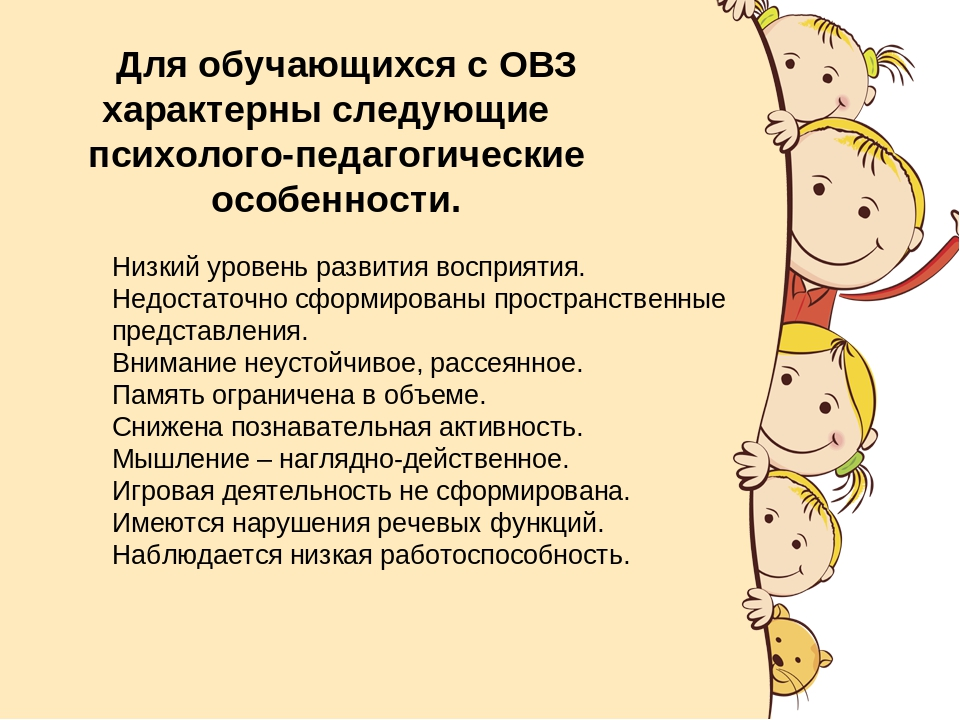 Для обучающихся с ОВЗ
характерны следующие
психолого-педагогические
особенности.
Низкий уровень развития восприятия.
Недостаточно сформированы пространственные
представления.
Внимание неустойчивое, рассеянное.
Память ограничена в объеме.
Снижена познавательная активность.
Мышление – наглядно-действенное.
Игровая деятельность не сформирована.
Имеются нарушения речевых функций.
Наблюдается низкая работоспособность.